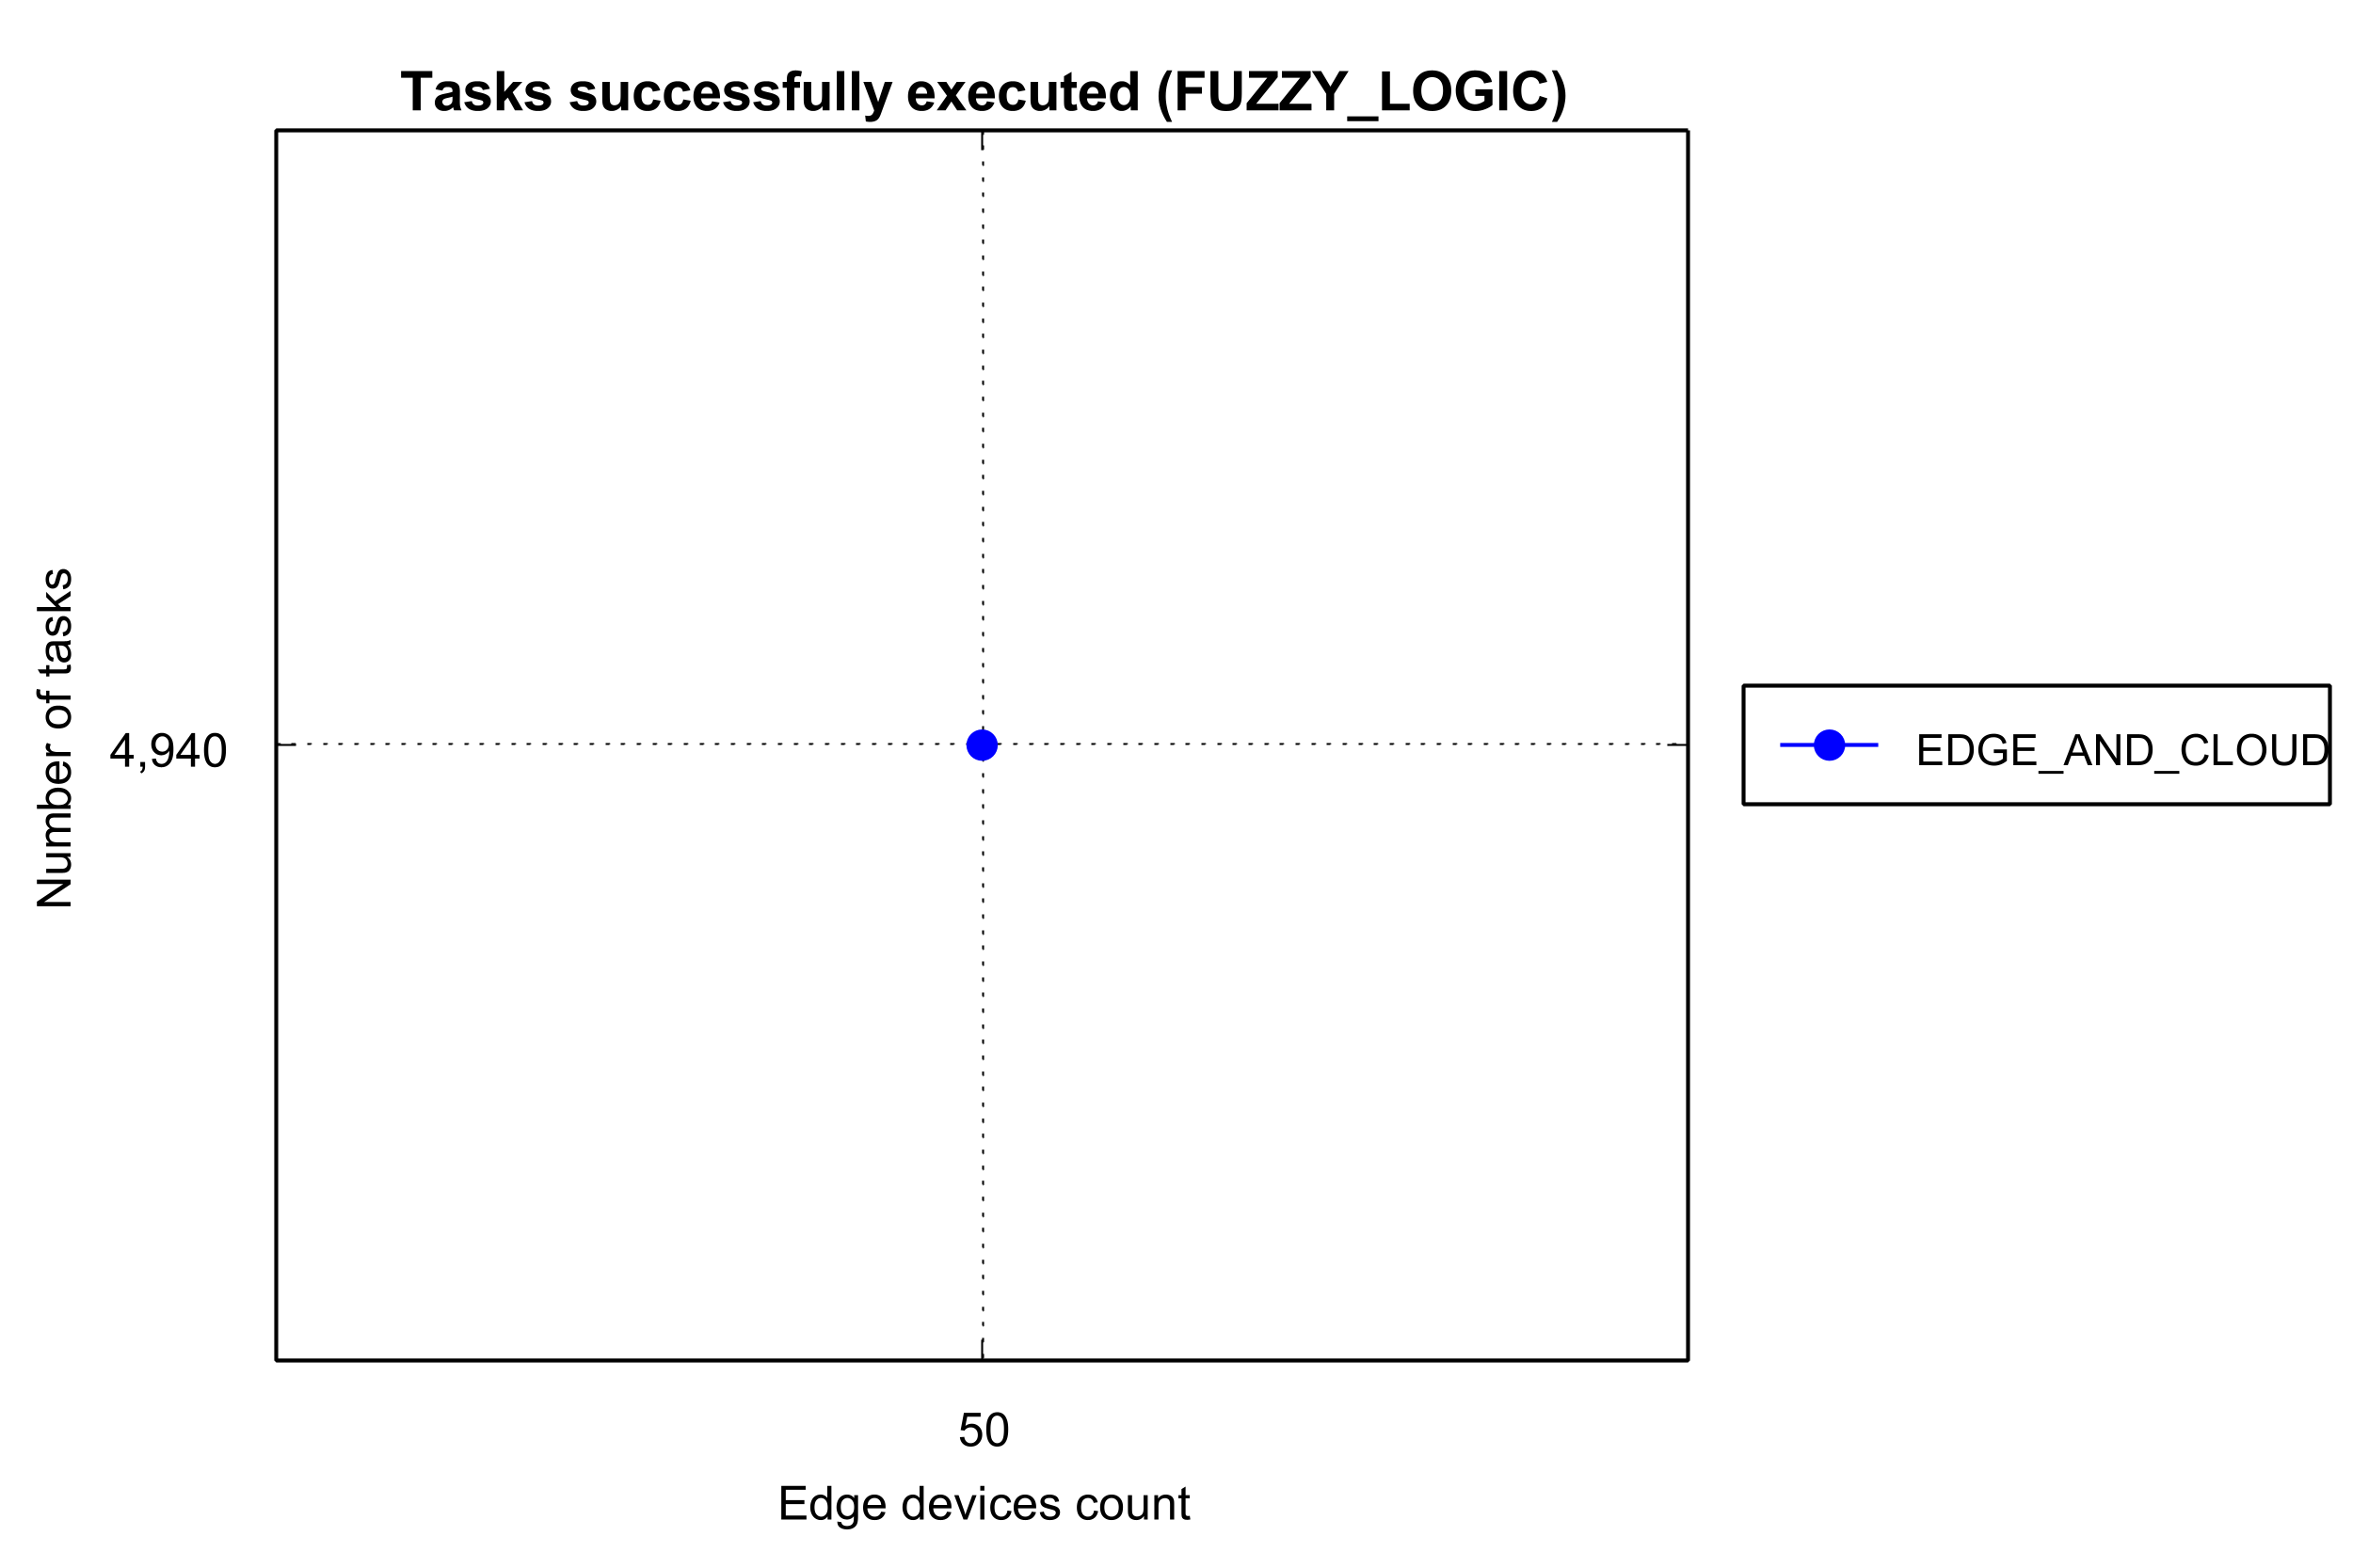 Tasks successfully executed (FUZZY_LOGIC)
Number of tasks
4,940
EDGE_AND_CLOUD
50
Edge devices count